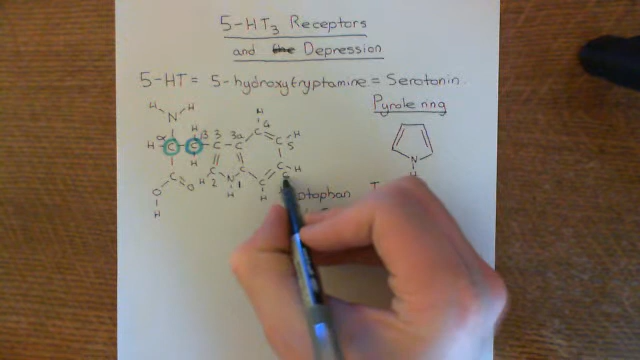 5-HT3 Receptors
and the Depression
5-HT = 5-hydroxytryptamine = Serotonin.
Pyrole ring
H H
N
H α C C β 3 3a
H
H
C 4
C H
5
C H
6
C
H
C
N 1
H
C 2
H
C O
O
H
N
H